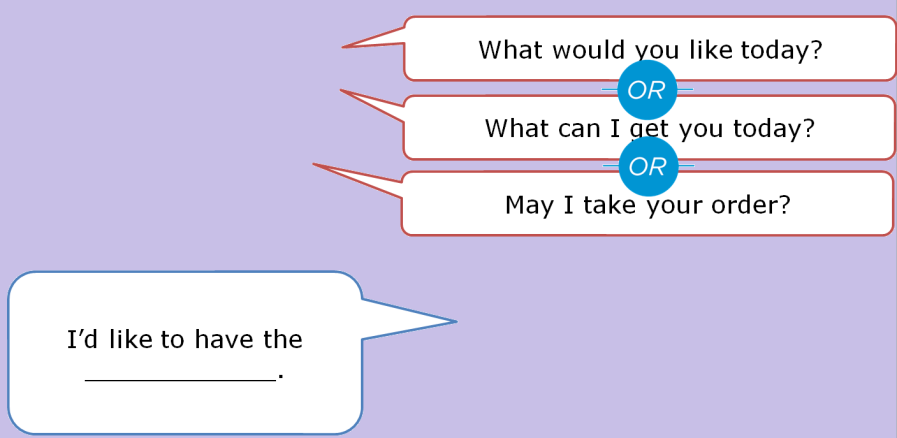 What would you like today?
OR
What can I get you today?
OR
May I take your order?
I’d like to have the
______________.